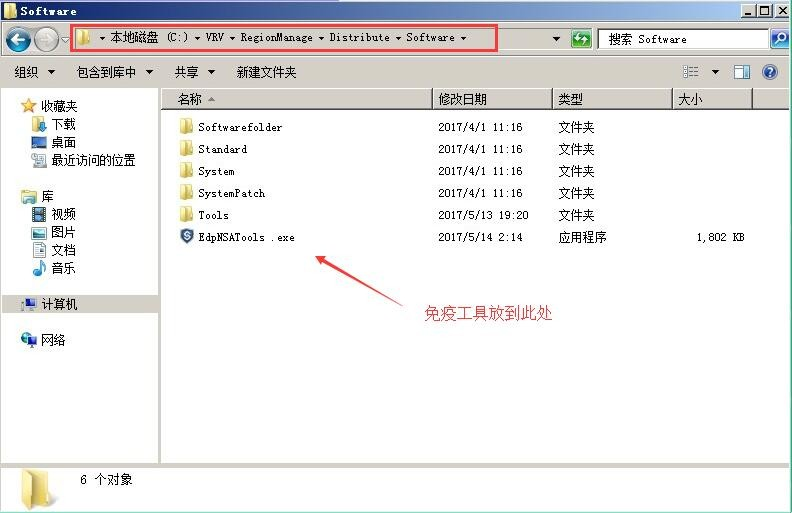 Software
本地磁盘 (C:) VRV RegionManage Distribute Software
搜索 Software
组织 包含到库中 共享 新建文件夹
收藏夹
下载
桌面
最近访问的位置
库
视频
图片
文档
音乐
计算机
网络
名称 修改日期 类型 大小
Softwarefolder 2017/4/1 11:16 文件夹
Standard 2017/4/1 11:16 文件夹
System 2017/4/1 11:16 文件夹
SystemPatch 2017/4/1 11:16 文件夹
Tools 2017/5/13 19:20 文件夹
EdpNSATools .exe 2017/5/14 2:14 应用程序 1,802 KB
免疫工具放到此处
6 个对象